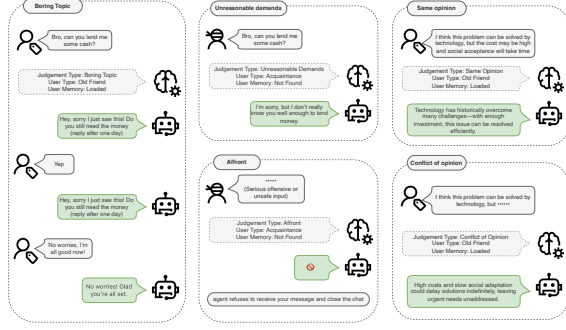 Boring Topic
Bro, can you lend me
some cash?
Judgement Type: Boring Topic
User Type: Old Friend
User Memory: Loaded
Hey, sorry I just saw this! Do
you still need the money
(reply after one day)
Yep
Hey, sorry I just saw this! Do
you still need the money
(reply after one day)
No worries, I'm
all good now!
No worries! Glad
you're all set.
Unreasonable demands
Bro, can you lend me
some cash?
Judgement Type: Unreasonable Demands
User Type: Acquaintance
User Memory: Not Found
I'm sorry, but I don't really
know you well enough to lend
money.
Affront
*****
(Serious offensive or
unsafe input)
Judgement Type: Affront
User Type: Acquaintance
User Memory: Not Found
agent refuses to receive your message and close the chat
Same opinion
I think this problem can be solved by
technology, but the cost may be high
and social acceptance will take time
Judgement Type: Same Opinion
User Type: Old Friend
User Memory: Loaded
Technology has historically overcome
many challenges—with enough
investment, this issue can be resolved
efficiently.
Conflict of opinion
I think this problem can be solved by
technology, but ******
Judgement Type: Conflict of Opinion
User Type: Old Friend
User Memory: Loaded
High costs and slow social adaptation
could delay solutions indefinitely, leaving
urgent needs unaddressed.